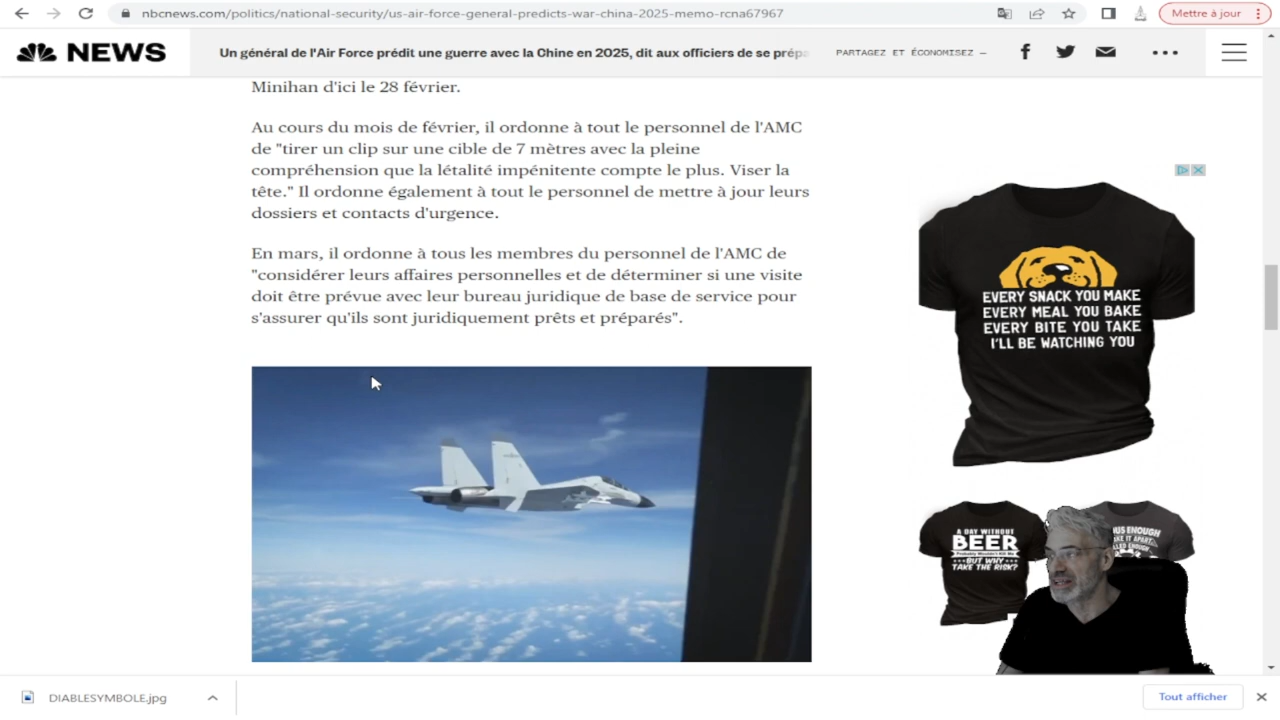 nbcnews.com/politics/national-security/us-air-force-general-predicts-war-china-2025-memo-rcna67967
Mettre à jour
NEWS
Un général de l'Air Force prédit une guerre avec la Chine en 2025, dit aux officiers de se prépa
PARTAGEZ ET ÉCONOMISEZ —
Minihan d'ici le 28 février.
Au cours du mois de février, il ordonne à tout le personnel de l'AMC
de "tirer un clip sur une cible de 7 mètres avec la pleine
compréhension que la létalité impénitente compte le plus. Viser la
tête." Il ordonne également à tout le personnel de mettre à jour leurs
dossiers et contacts d'urgence.
En mars, il ordonne à tous les membres du personnel de l'AMC de
"considérer leurs affaires personnelles et de déterminer si une visite
doit être prévue avec leur bureau juridique de base de service pour
s'assurer qu'ils sont juridiquement prêts et préparés".
EVERY SNACK YOU MAKE
EVERY MEAL YOU BAKE
EVERY BITE YOU TAKE
I'LL BE WATCHING YOU
A DAY WITHOUT
BEER
BUT WHY
TAKE THE RISK?
ENOUGH
APART
ENOUGH
DIABLESYMBOLE.jpg
Tout afficher